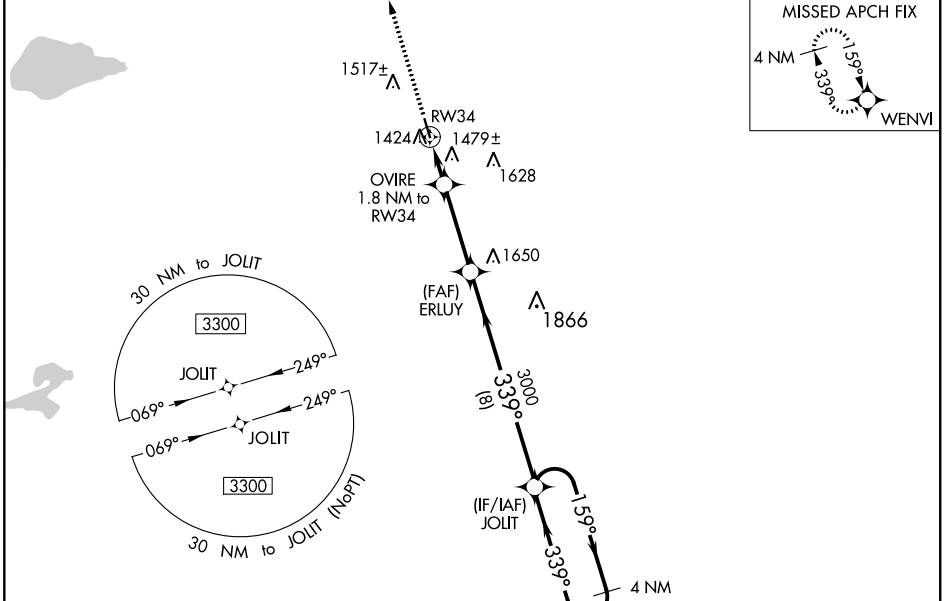 MISSED APCH FIX
4 NM
159°
339°
WENVI
1517±
RW34
1424
1479±
1628
OVIRE
1.8 NM to
RW34
1650
(FAF)
ERLUY
1866
30 NM to JOLIT
3300
JOLIT
249°
069°
249°
069°
JOLIT
3300
30 NM to JOLIT (NoPT)
3000
339°
(8)
(IF/IAF)
JOLIT
159°
339°
4 NM